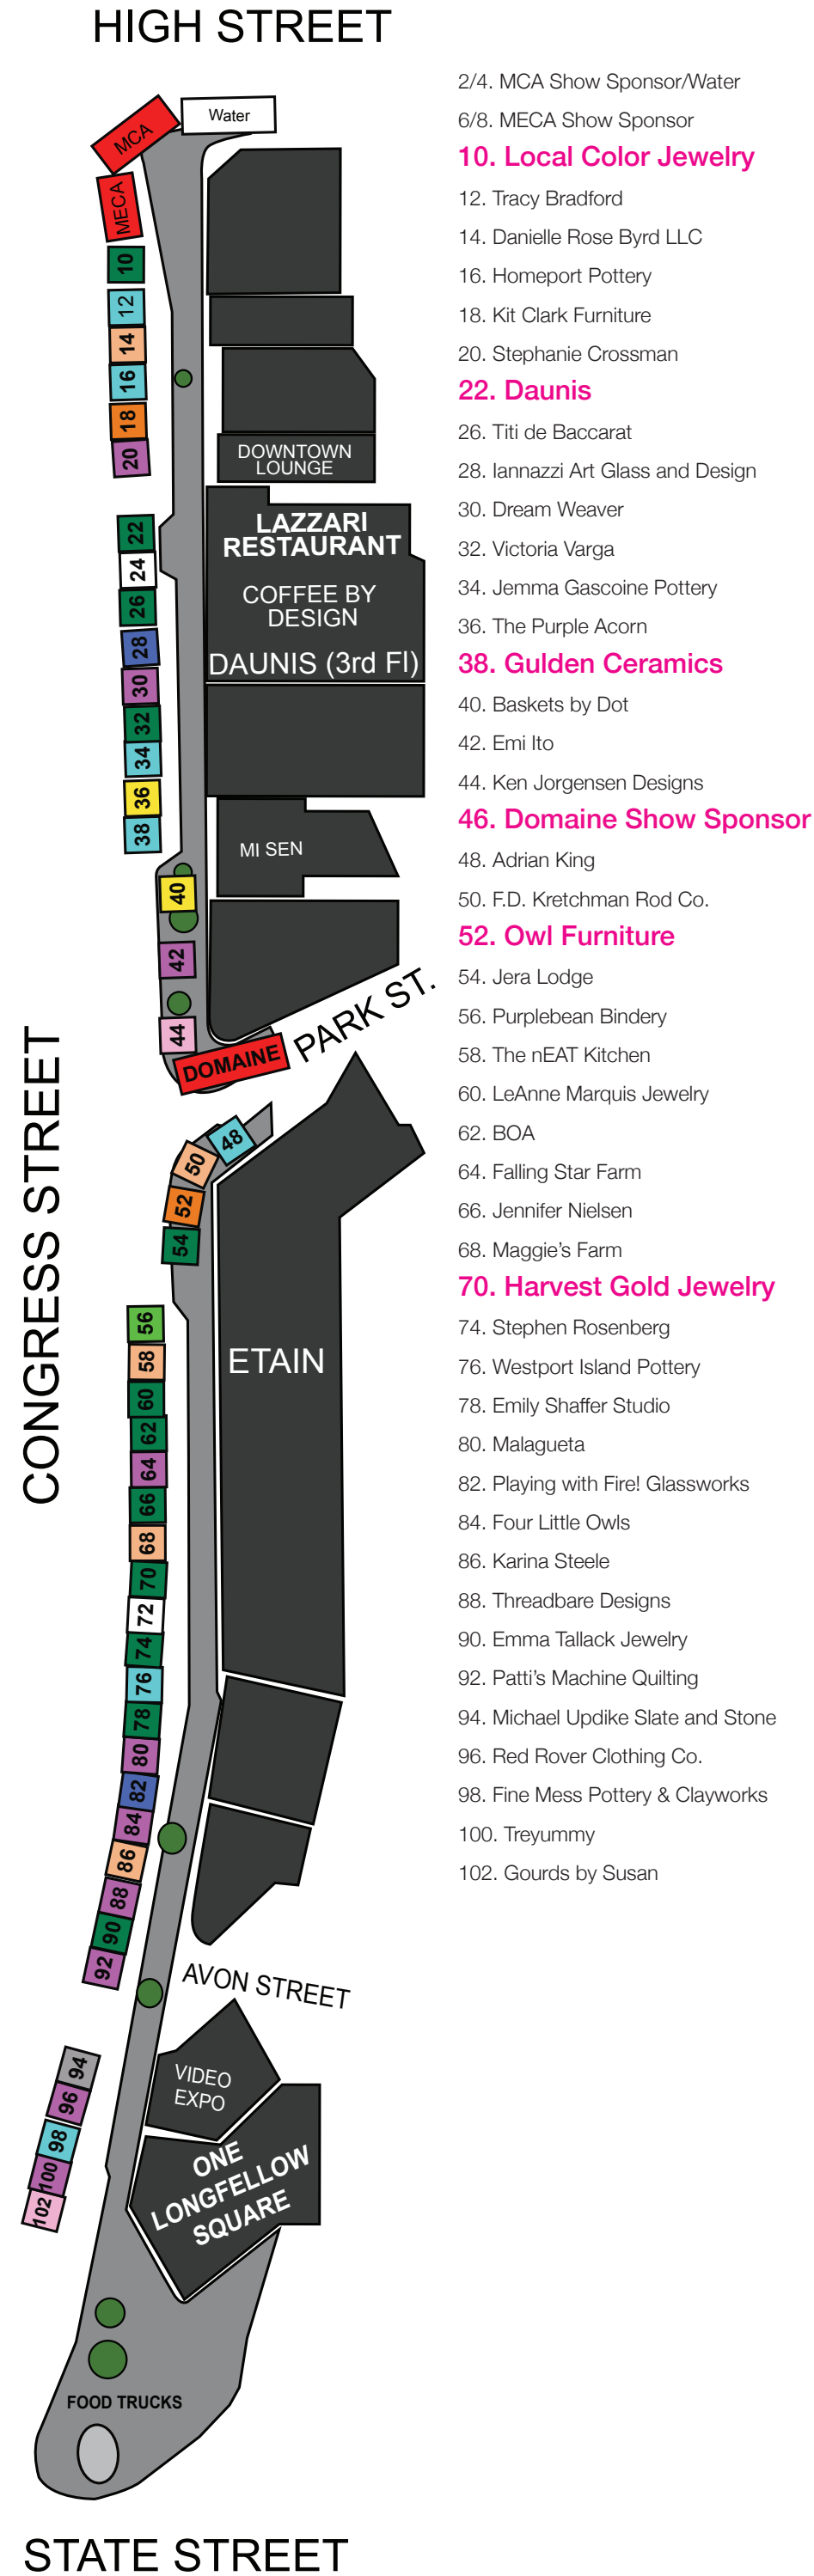 HIGH STREET
Water
MCA
MECA
10
12
14
16
18
20
22
24
26
28
30
32
34
36
38
40
42
44
DOMAINE
48
50
52
54
56
58
60
62
64
66
68
70
72
74
76
78
80
82
84
86
88
90
92
94
96
98
100
102
DOWNTOWN
LOUNGE
LAZZARI
RESTAURANT
COFFEE BY
DESIGN
DAUNIS (3rd Fl)
MI SEN
PARK ST.
CONGRESS STREET
ETAIN
AVON STREET
VIDEO
EXPO
ONE
LONGFELLOW
SQUARE
FOOD TRUCKS
STATE STREET
2/4. MCA Show Sponsor/Water
6/8. MECA Show Sponsor
10. Local Color Jewelry
12. Tracy Bradford
14. Danielle Rose Byrd LLC
16. Homeport Pottery
18. Kit Clark Furniture
20. Stephanie Crossman
22. Daunis
26. Titi de Baccarat
28. Iannazzi Art Glass and Design
30. Dream Weaver
32. Victoria Varga
34. Jemma Gascoine Pottery
36. The Purple Acorn
38. Gulden Ceramics
40. Baskets by Dot
42. Emi Ito
44. Ken Jorgensen Designs
46. Domaine Show Sponsor
48. Adrian King
50. F.D. Kretchman Rod Co.
52. Owl Furniture
54. Jera Lodge
56. Purplebean Bindery
58. The nEAT Kitchen
60. LeAnne Marquis Jewelry
62. BOA
64. Falling Star Farm
66. Jennifer Nielsen
68. Maggie's Farm
70. Harvest Gold Jewelry
74. Stephen Rosenberg
76. Westport Island Pottery
78. Emily Shaffer Studio
80. Malagueta
82. Playing with Fire! Glassworks
84. Four Little Owls
86. Karina Steele
88. Threadbare Designs
90. Emma Tallack Jewelry
92. Patti's Machine Quilting
94. Michael Updike Slate and Stone
96. Red Rover Clothing Co.
98. Fine Mess Pottery & Clayworks
100. Treyummy
102. Gourds by Susan